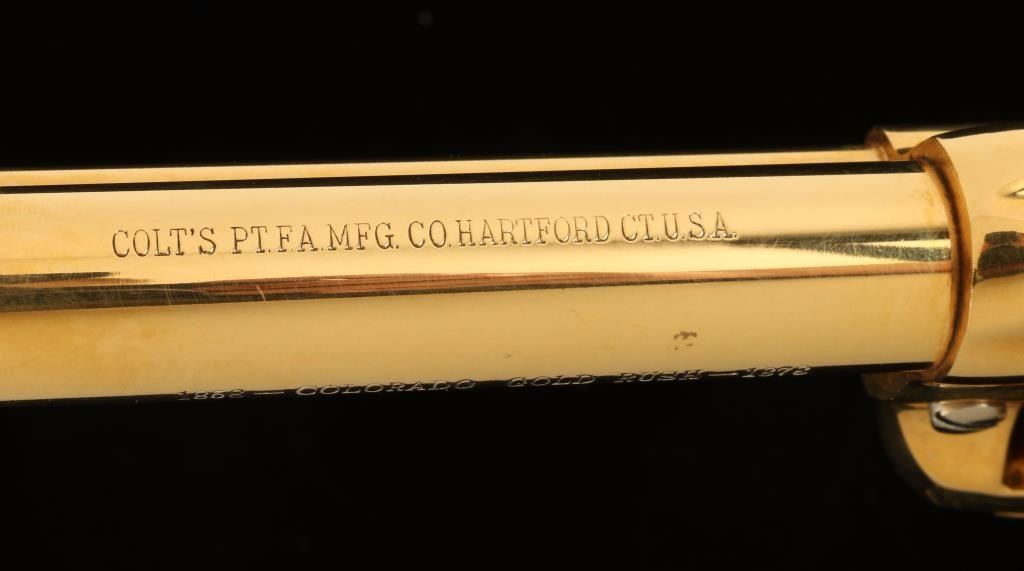 COLT'S PT.F.A.MFG. CO. HARTFORD CT.U.S.A.
1858 — COLORADO GOLD RUSH — 1878